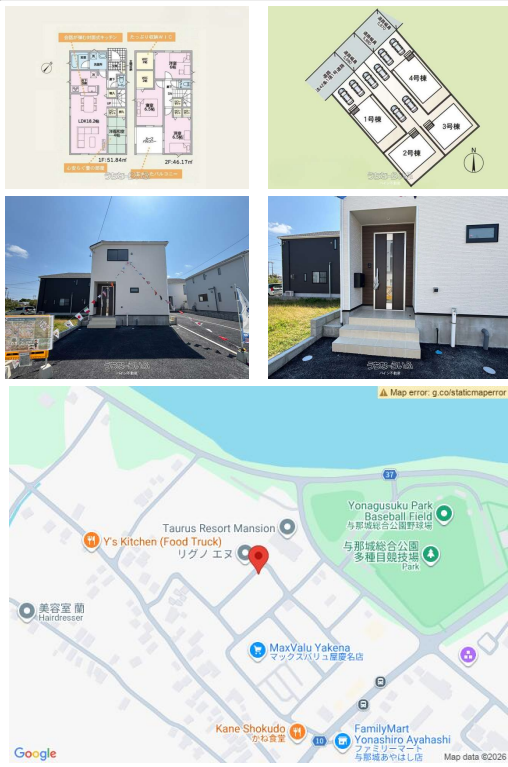 LDK18.2帖
1F:51.84㎡
2F:46.17㎡
4号棟
1号棟
3号棟
2号棟
N
Map error: g.co/staticmaperror
37
Yonagusuku Park
Baseball Field
与那城総合公園野球場
Taurus Resort Mansion
Y's Kitchen (Food Truck)
リグノ エヌ
与那城総合公園
多種目競技場
Park
美容室 蘭
Hairdresser
MaxValu Yakena
マックスバリュ屋慶名店
Kane Shokudo
かね食堂
10
FamilyMart
Yonashiro Ayahashi
ファミリーマート
与那城あやはし店
Google
Map data ©2026